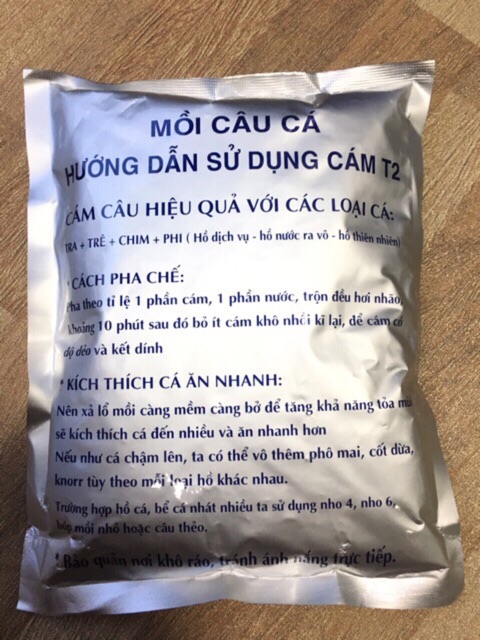 MỒI CÂU CÁ
HƯỚNG DẪN SỬ DỤNG CÁM T2
CÁM CÂU HIỆU QUẢ VỚI CÁC LOẠI CÁ:
TRA + TRÊ + CHIM + PHI ( Hồ dịch vụ - hồ nước ra vô - hồ thiên nhiên)
* CÁCH PHA CHẾ:
Pha theo tỉ lệ 1 phần cám, 1 phần nước, trộn đều hơi nhão,
khoảng 10 phút sau đó bỏ ít cám khô nhồi kĩ lại, để cám có
độ dẻo và kết dính
* KÍCH THÍCH CÁ ĂN NHANH:
Nên xả lổ mồi càng mềm càng bở để tăng khả năng tỏa mùi
sẽ kích thích cá đến nhiều và ăn nhanh hơn
Nếu như cá chậm lên, ta có thể vô thêm phô mai, cốt dừa,
knorr tùy theo mỗi loại hồ khác nhau.
Trường hợp hồ cá, bể cá nhát nhiều ta sử dụng nho 4, nho 6,
mồi nhỏ hoặc câu thẻo.
* Bảo quản nơi khô ráo, tránh ánh nắng trực tiếp.